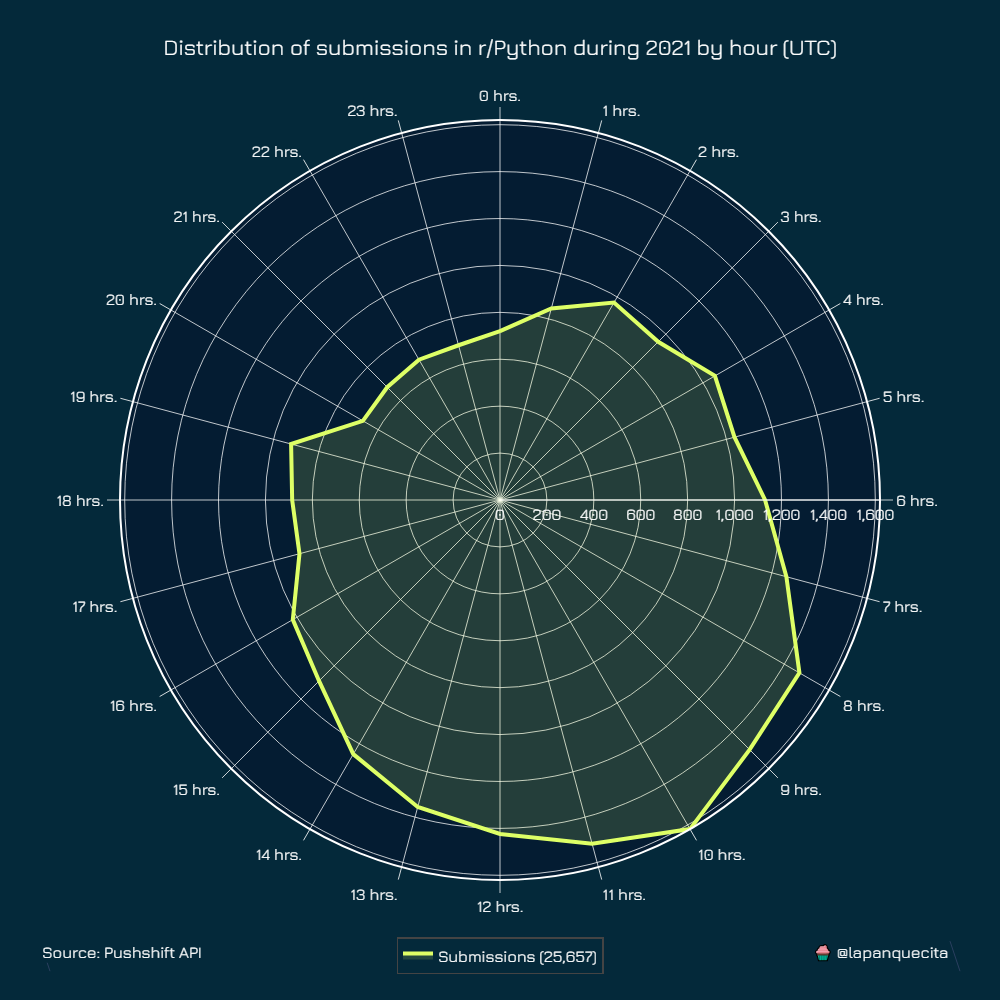 Distribution of submissions in r/Python during 2021 by hour (UTC)
0 hrs.
1 hrs.
2 hrs.
3 hrs.
4 hrs.
5 hrs.
6 hrs.
7 hrs.
8 hrs.
9 hrs.
10 hrs.
11 hrs.
12 hrs.
13 hrs.
14 hrs.
15 hrs.
16 hrs.
17 hrs.
18 hrs.
19 hrs.
20 hrs.
21 hrs.
22 hrs.
23 hrs.
0 200 400 600 800 1,000 1,200 1,400 1,600
Source: Pushshift API
Submissions (25,657)
@lapanquecita